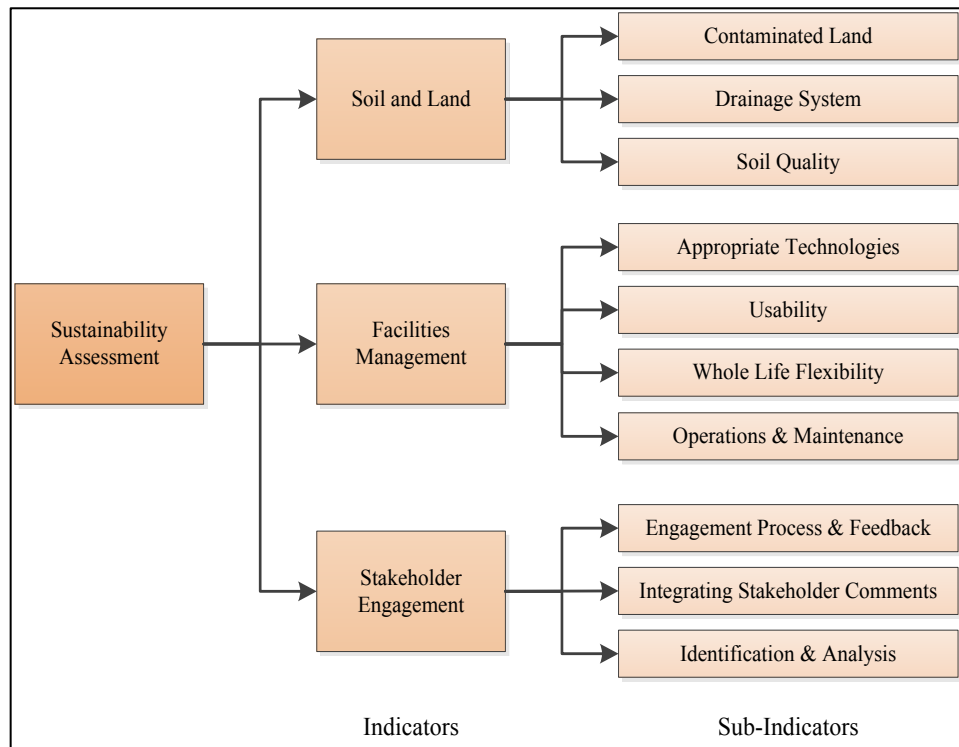 Sustainability
Assessment
Soil and Land
Contaminated Land
Drainage System
Soil Quality
Facilities
Management
Appropriate Technologies
Usability
Whole Life Flexibility
Operations & Maintenance
Stakeholder
Engagement
Engagement Process & Feedback
Integrating Stakeholder Comments
Identification & Analysis
Indicators
Sub-Indicators